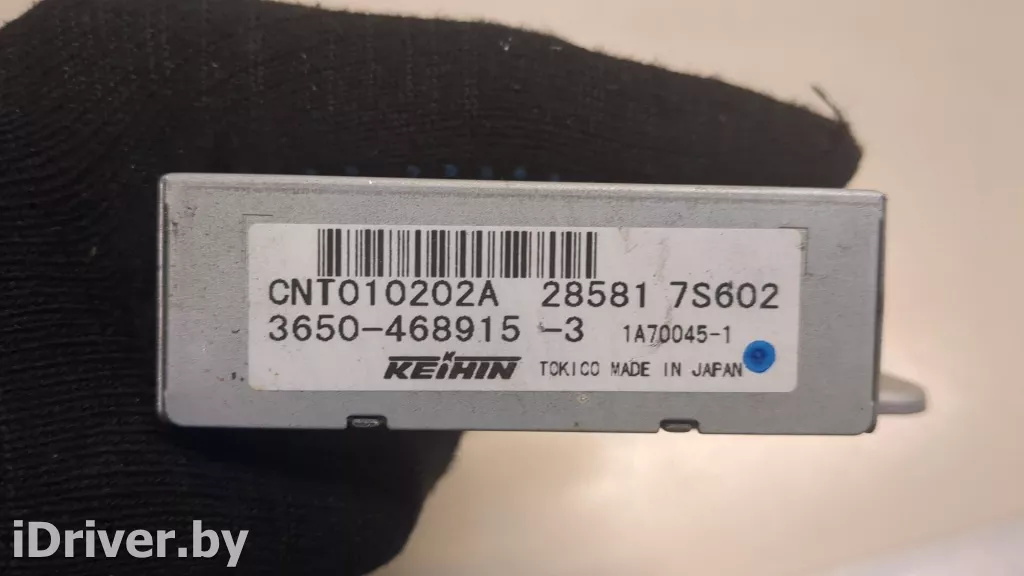 CNT010202A 28581 7S602
3650-468915 -3 1A70045-1
KEIHIN TOKICO MADE IN JAPAN
iDriver.by